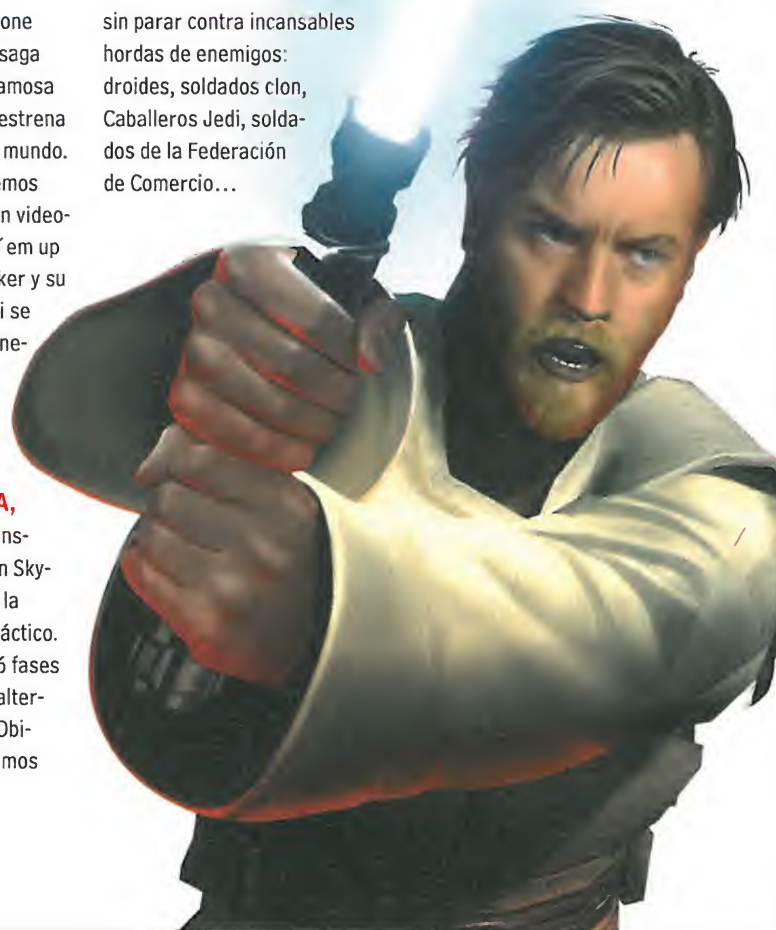 one
saga
amosa
estrena
mundo.
emos
n video-
´em up
ker y su
i se
ne-
A,
ns-
n Sky-
la
áctico.
6 fases
alter-
Obi-
mos
sin parar contra incansables
hordas de enemigos:
droides, soldados clon,
Caballeros Jedi, solda-
dos de la Federación
de Comercio...